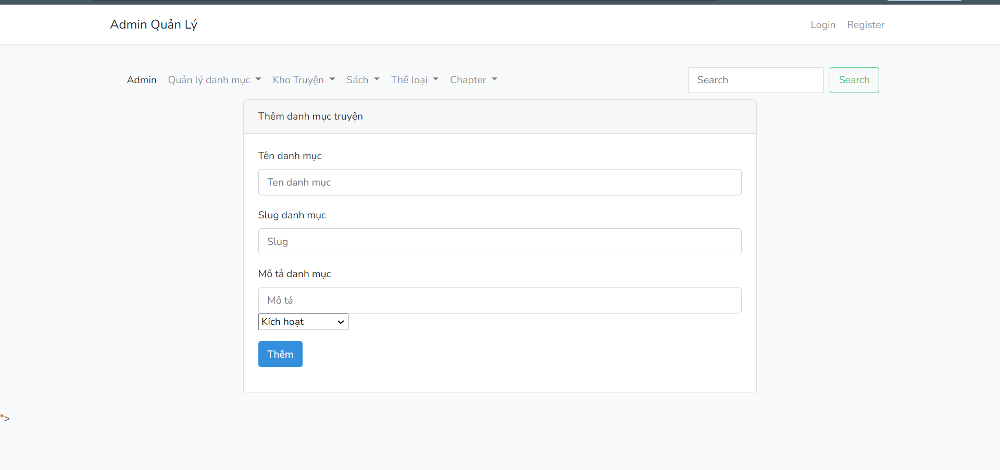 Admin Quản Lý
Login Register
Admin Quản lý danh mục Kho Truyện Sách Thể loại Chapter Search Search
Thêm danh mục truyện
Tên danh mục
Ten danh mục
Slug danh mục
Slug
Mô tả danh mục
Mô tả
Kích hoạt
Thêm
">